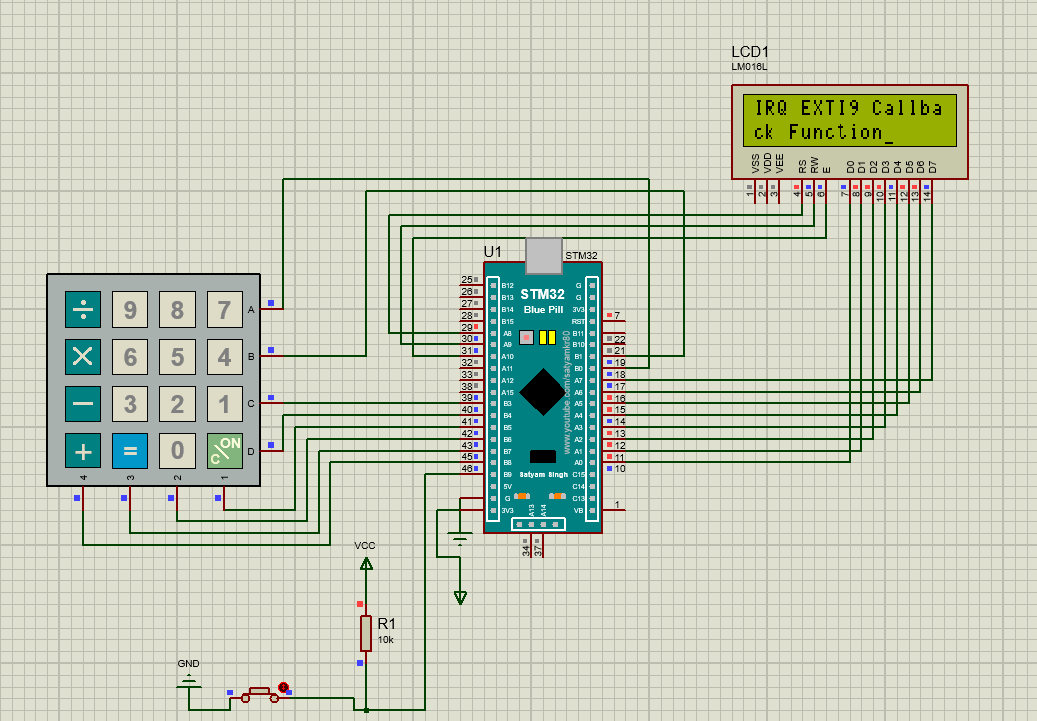 LCD1
LM016L
IRQ EXTI9 Callba
ck Function_
VSS VDD VEE RS RW E D0 D1 D2 D3 D4 D5 D6 D7
1 2 3 4 5 6 7 8 9 10 11 12 13 14
U1
STM32
STM32
Blue Pill
www.youtube.com/satyamkr80
Satyam Singh
25 B12
26 B13
27 B14
28 B15
29 A8
30 A9
31 A10
32 A11
33 A12
38 A15
39 B3
40 B4
41 B5
42 B6
43 B7
45 B8
46 B9
5V
G
3V3
G
G
3V3
RST 7
B11 22
B10 21
B1 19
B0 18
A7 17
A6 16
A5 15
A4 14
A3 13
A2 12
A1 11
A0 10
C15
C14
C13
VB 1
A13 A14
34 37
÷ 9 8 7 A
× 6 5 4 B
− 3 2 1 C
+ = 0 ON C D
4 3 2 1
VCC
R1
10k
GND